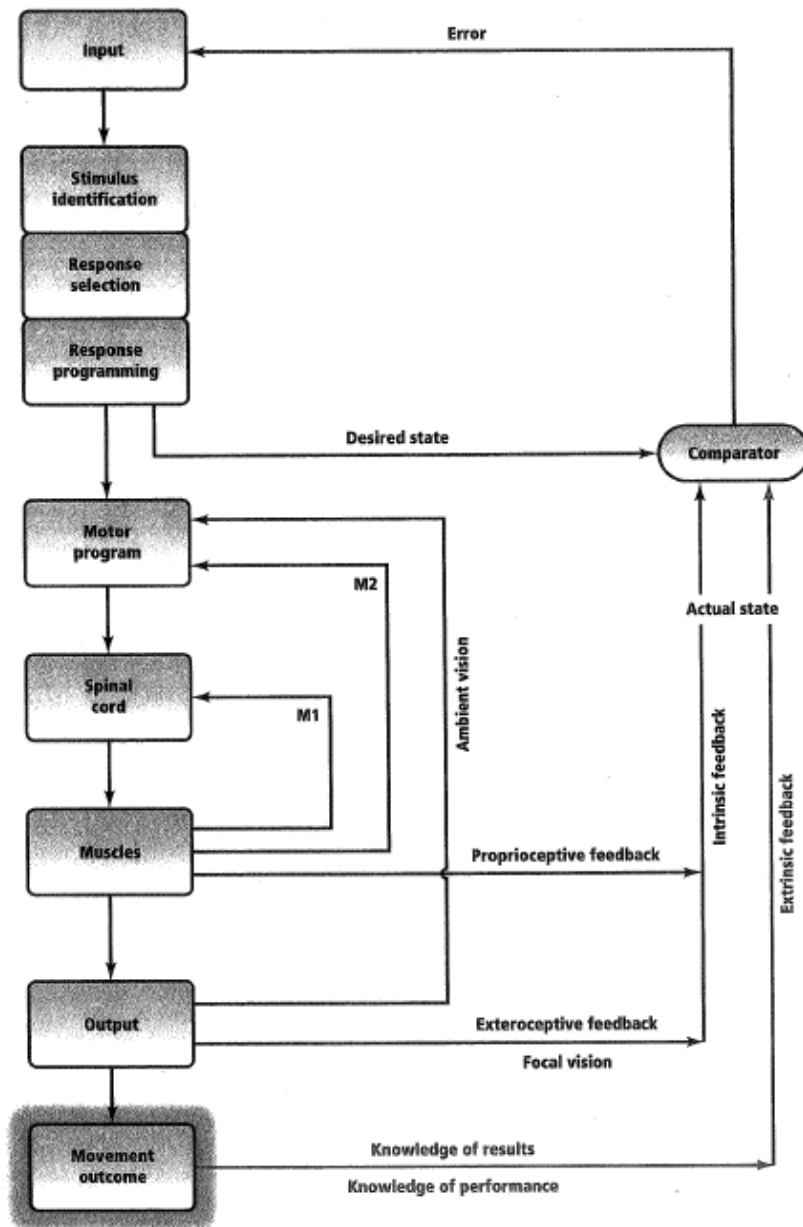 Error
Input
Stimulus
identification
Response
selection
Response
programming
Desired state
Comparator
Motor
program
M2
Actual state
Spinal
cord
M1
Ambient vision
Intrinsic feedback
Extrinsic feedback
Muscles
Proprioceptive feedback
Output
Exteroceptive feedback
Focal vision
Movement
outcome
Knowledge of results
Knowledge of performance